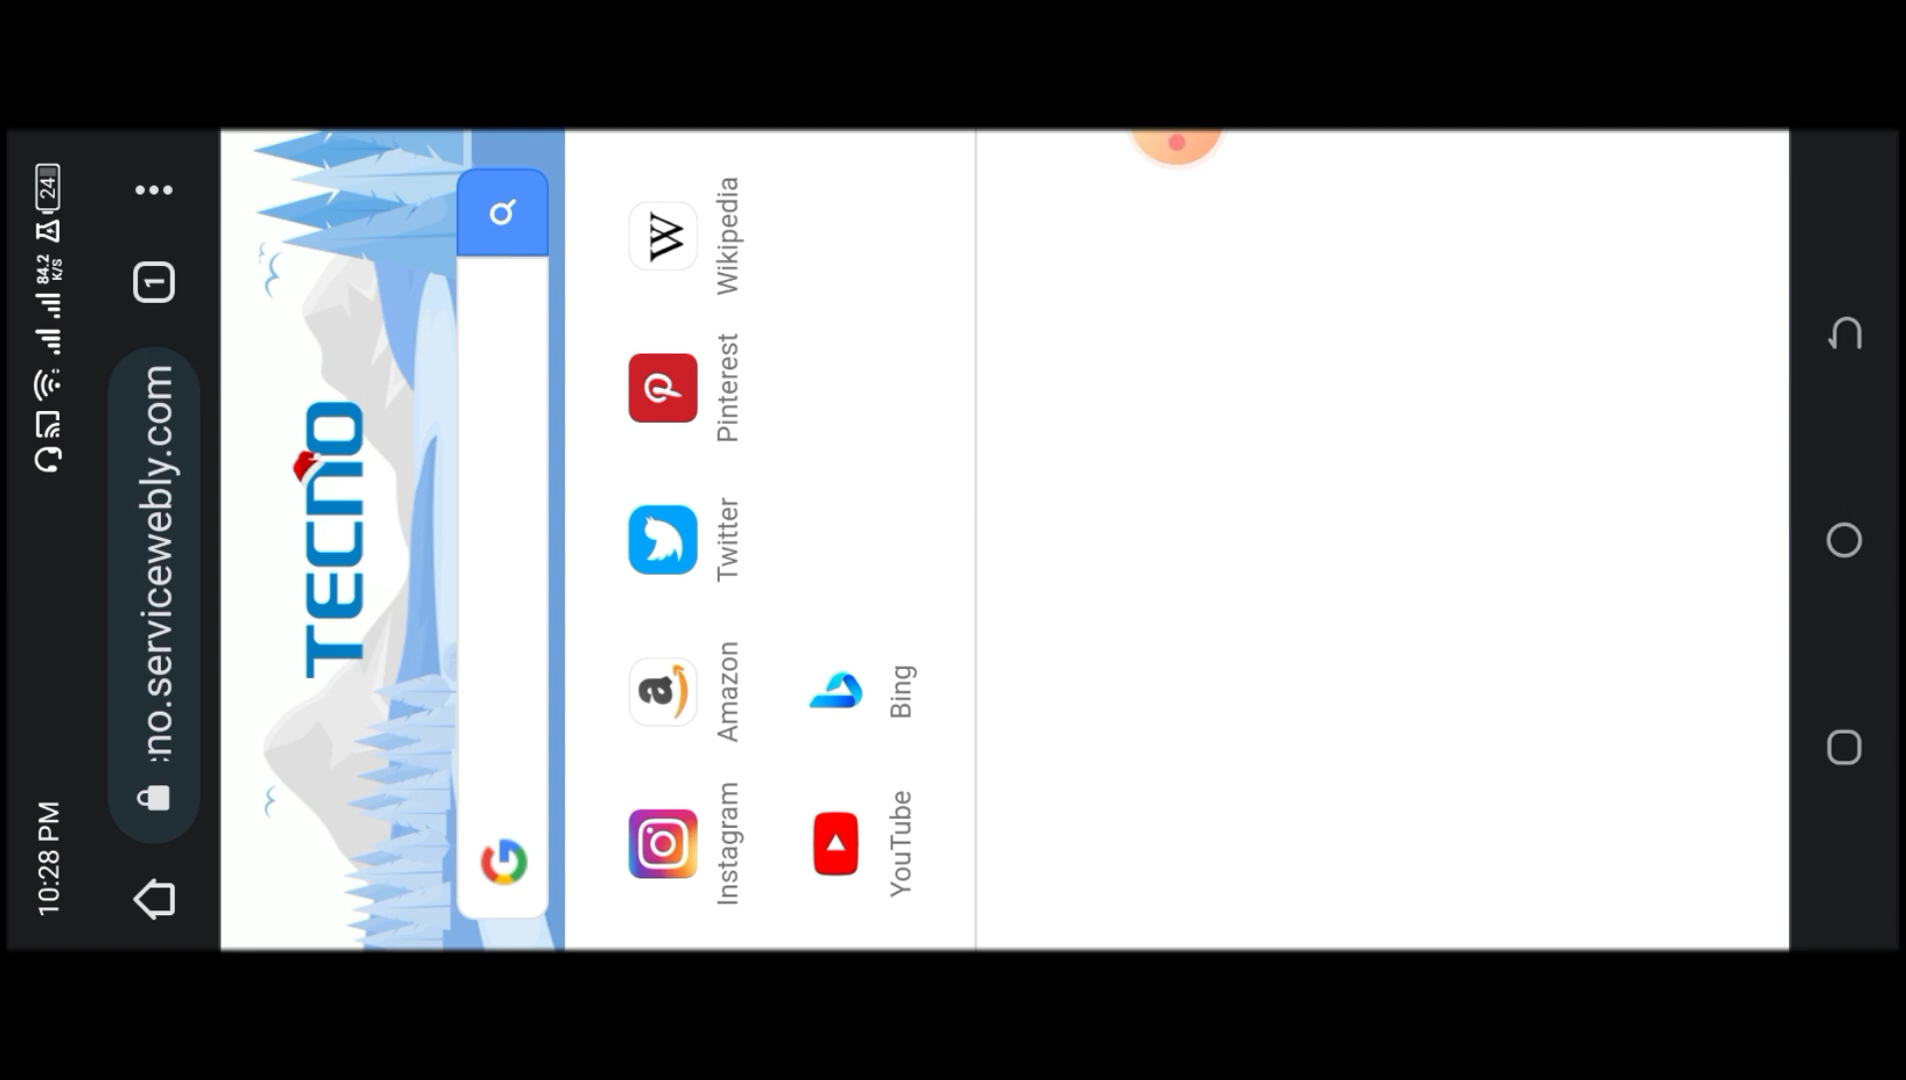 10:28 PM
84.2
K/S
24
no.servicewebly.com
1
TECNO
Instagram
Amazon
Twitter
Pinterest
Wikipedia
YouTube
Bing